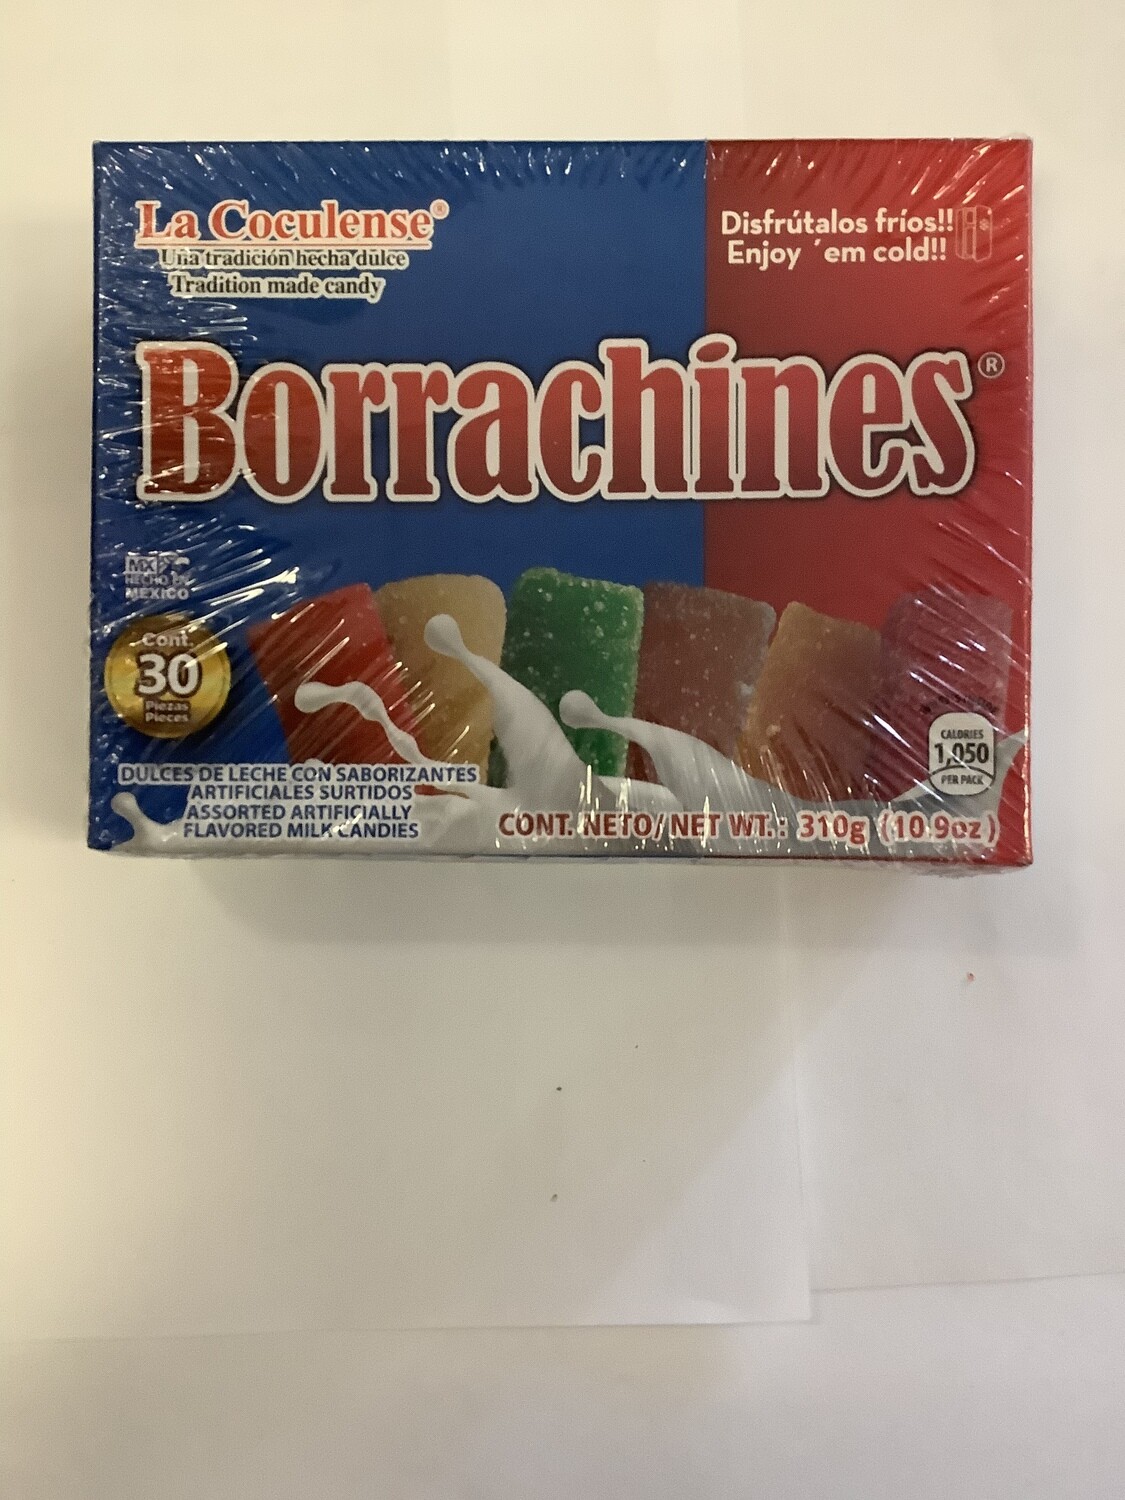 La Coculense®
Una tradición hecha dulce
Tradition made candy
Disfrútalos fríos!!
Enjoy ´em cold!!
Borrachines®
MX
HECHO EN
MÉXICO
Cont.
30
Piezas
Pieces
CALORIES
1,050
PER PACK
DULCES DE LECHE CON SABORIZANTES
ARTIFICIALES SURTIDOS
ASSORTED ARTIFICIALLY
FLAVORED MILK CANDIES
CONT. NETO/ NET WT.: 310g (10.9oz)